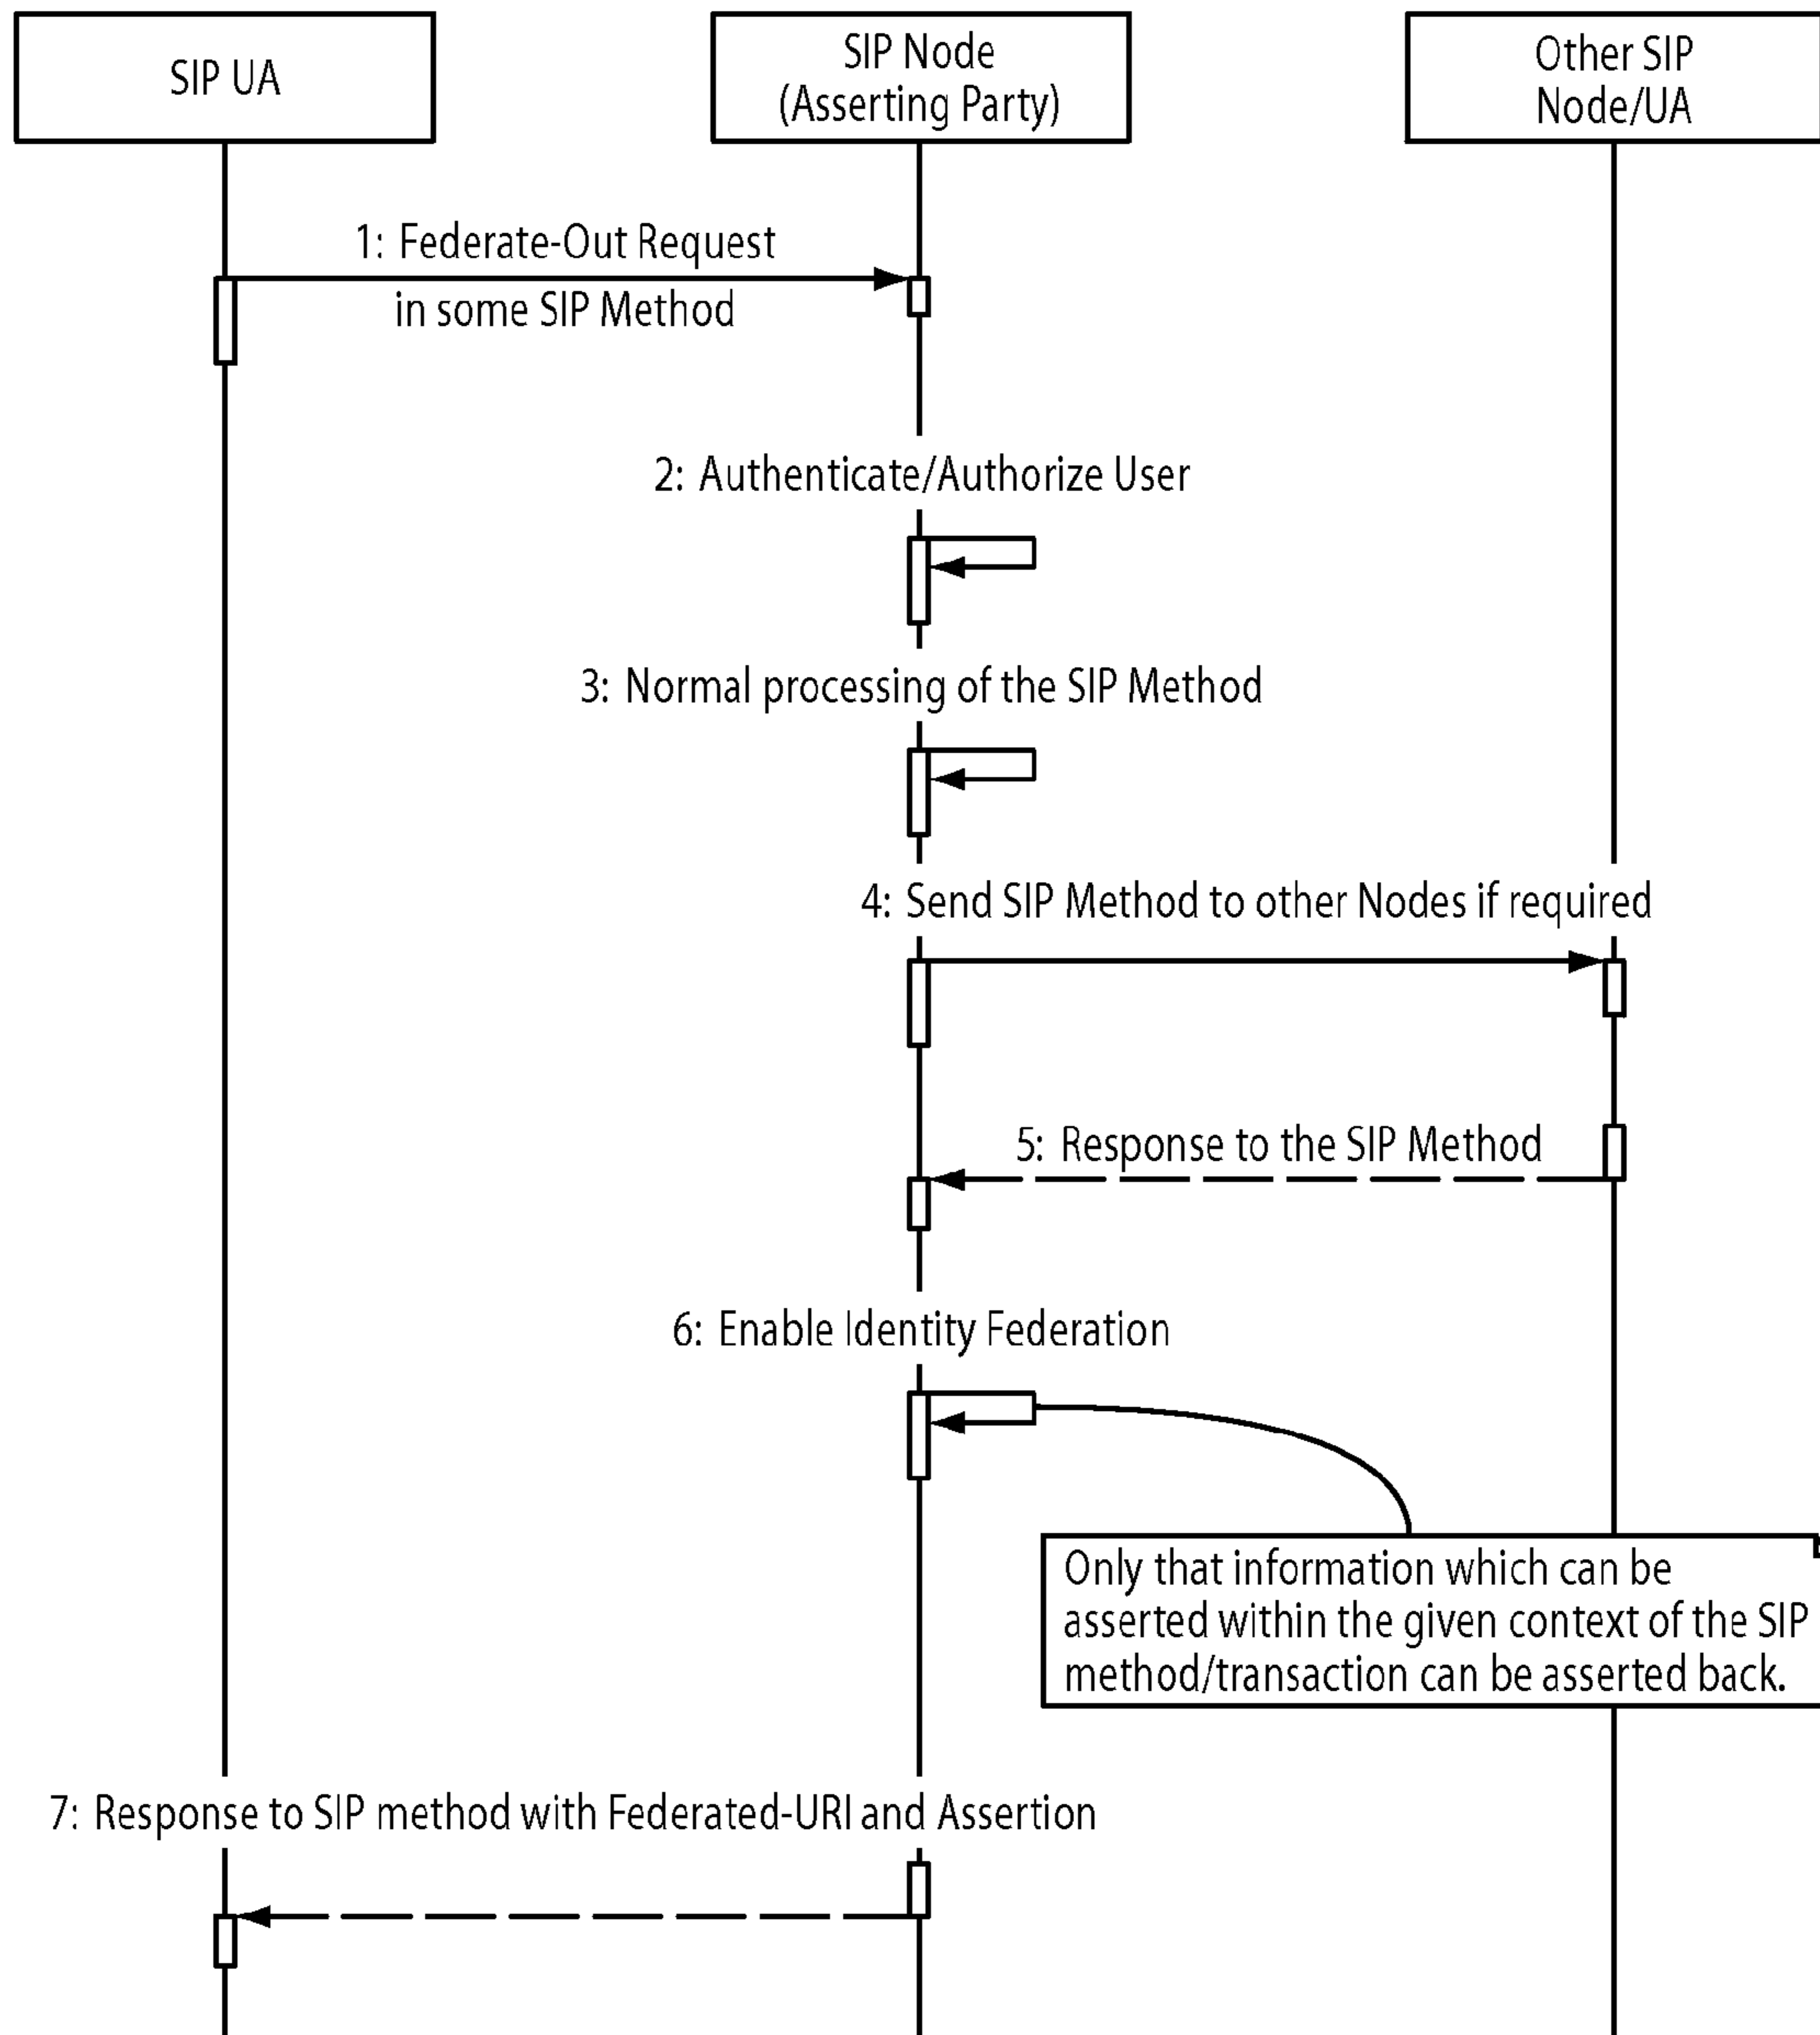 SIP UA
SIP Node
(Asserting Party)
Other SIP
Node/UA
1: Federate-Out Request
in some SIP Method
2: Authenticate/Authorize User
3: Normal processing of the SIP Method
4: Send SIP Method to other Nodes if required
5: Response to the SIP Method
6: Enable Identity Federation
Only that information which can be
asserted within the given context of the SIP
method/transaction can be asserted back.
7: Response to SIP method with Federated-URI and Assertion